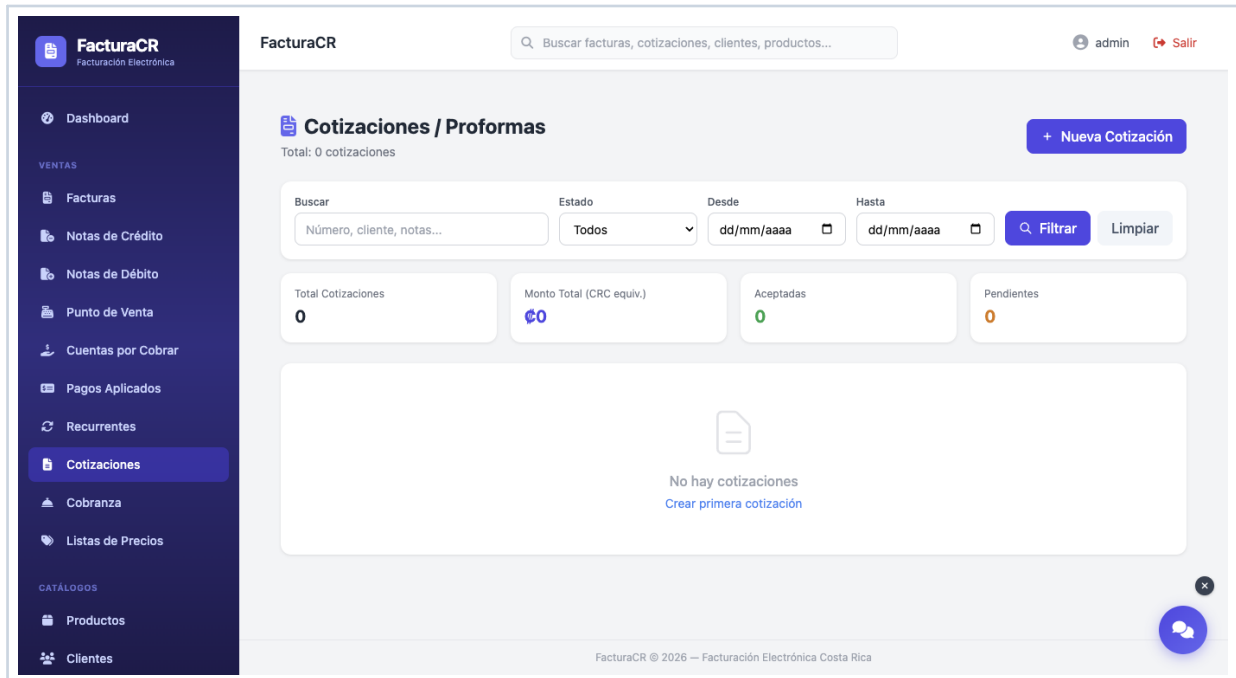 FacturaCR
Facturación Electrónica
Dashboard
VENTAS
Facturas
Notas de Crédito
Notas de Débito
Punto de Venta
Cuentas por Cobrar
Pagos Aplicados
Recurrentes
Cotizaciones
Cobranza
Listas de Precios
CATÁLOGOS
Productos
Clientes
FacturaCR
Buscar facturas, cotizaciones, clientes, productos...
admin
Salir
Cotizaciones / Proformas
Total: 0 cotizaciones
+ Nueva Cotización
Buscar
Número, cliente, notas...
Estado
Todos
Desde
dd/mm/aaaa
Hasta
dd/mm/aaaa
Filtrar
Limpiar
Total Cotizaciones
0
Monto Total (CRC equiv.)
₡0
Aceptadas
0
Pendientes
0
No hay cotizaciones
Crear primera cotización
FacturaCR © 2026 — Facturación Electrónica Costa Rica